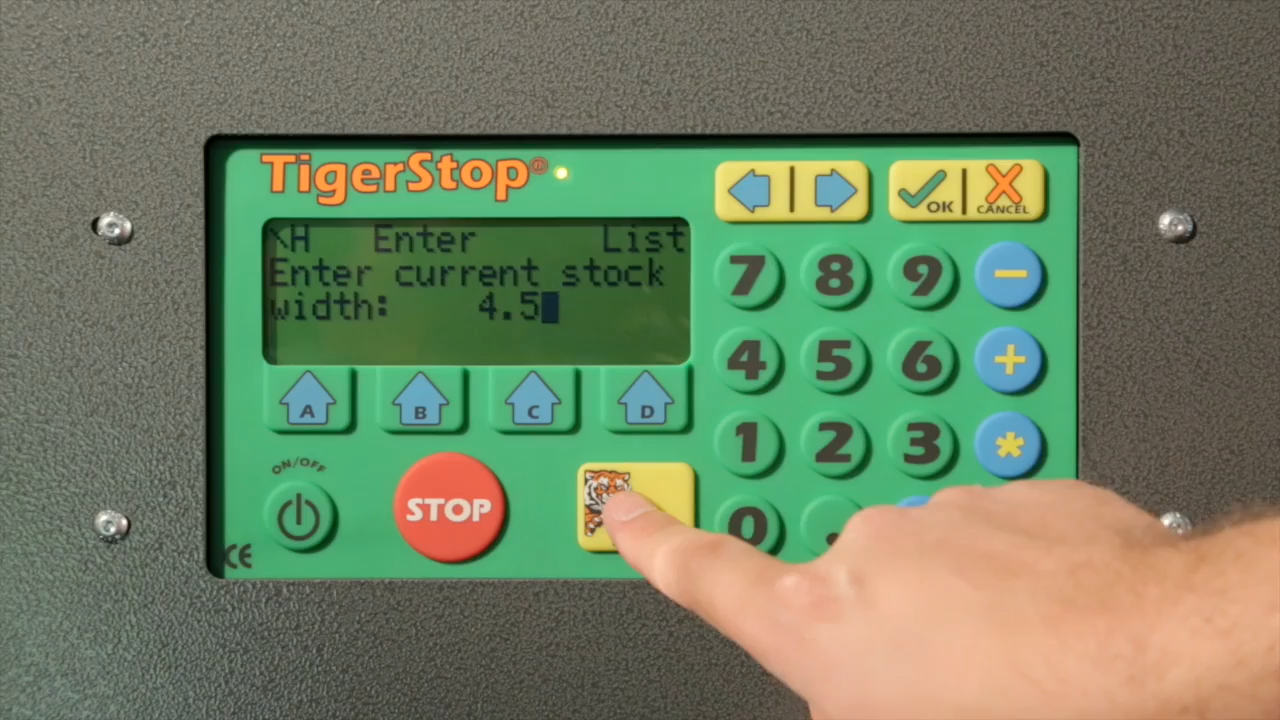 TigerStop®
H Enter List
Enter current stock
width: 4.5
A B C D
ON/OFF
STOP
CE
OK CANCEL
7 8 9 −
4 5 6 +
1 2 3 *
0 .